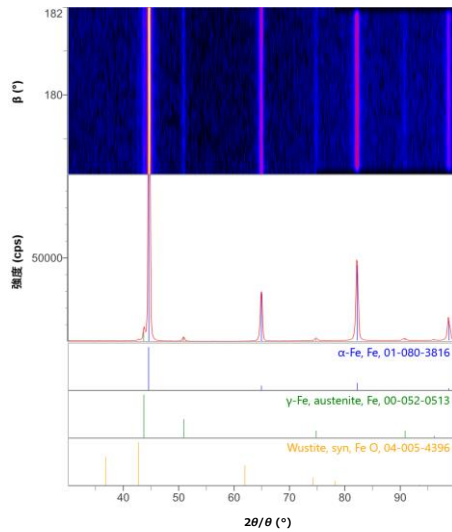 182
β (°)
180
強度 (cps)
50000
α-Fe, Fe, 01-080-3816
γ-Fe, austenite, Fe, 00-052-0513
Wustite, syn, Fe O, 04-005-4396
40 50 60 70 80 90
2θ/θ (°)